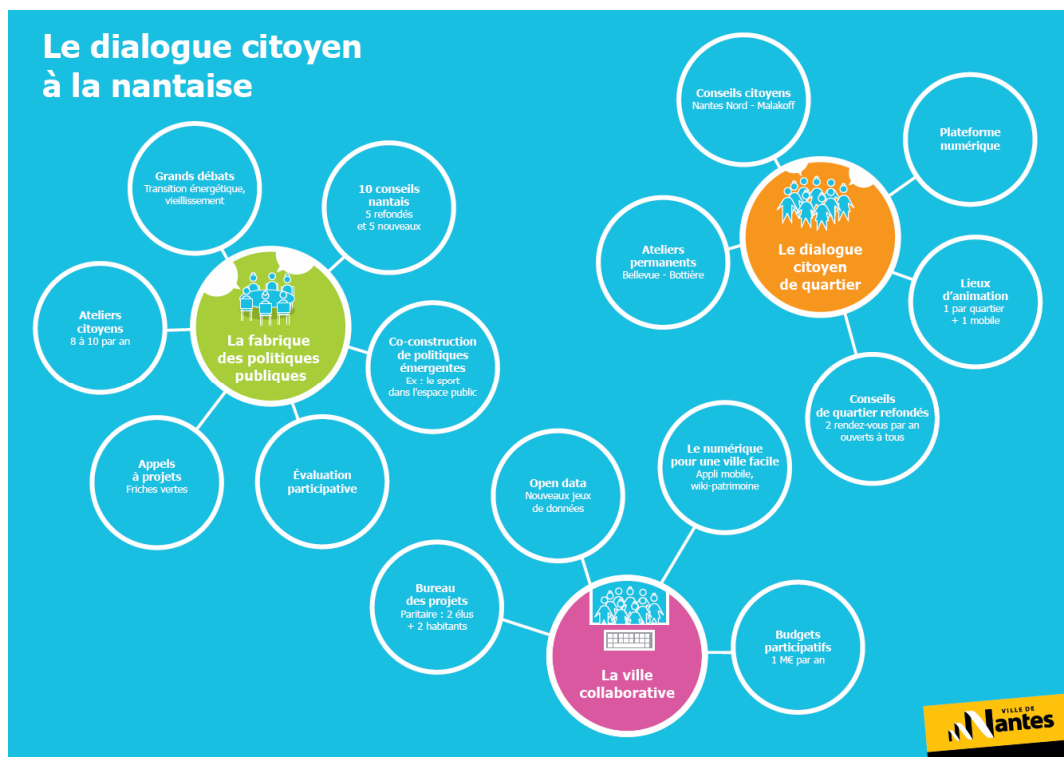 Le dialogue citoyen
à la nantaise
Grands débats
Transition énergétique,
vieillissement
10 conseils
nantais
5 refondés
et 5 nouveaux
Ateliers
citoyens
8 à 10 par an
La fabrique
des politiques
publiques
Co-construction
de politiques
émergentes
Ex : le sport
dans l'espace public
Appels
à projets
Friches vertes
Évaluation
participative
Conseils citoyens
Nantes Nord - Malakoff
Plateforme
numérique
Ateliers
permanents
Bellevue - Bottière
Le dialogue
citoyen
de quartier
Lieux
d'animation
1 par quartier
+ 1 mobile
Conseils
de quartier refondés
2 rendez-vous par an
ouverts à tous
Le numérique
pour une ville facile
Appli mobile,
wiki-patrimoine
Open data
Nouveaux jeux
de données
Bureau
des projets
Paritaire : 2 élus
+ 2 habitants
La ville
collaborative
Budgets
participatifs
1 M€ par an
VILLE DE
Nantes